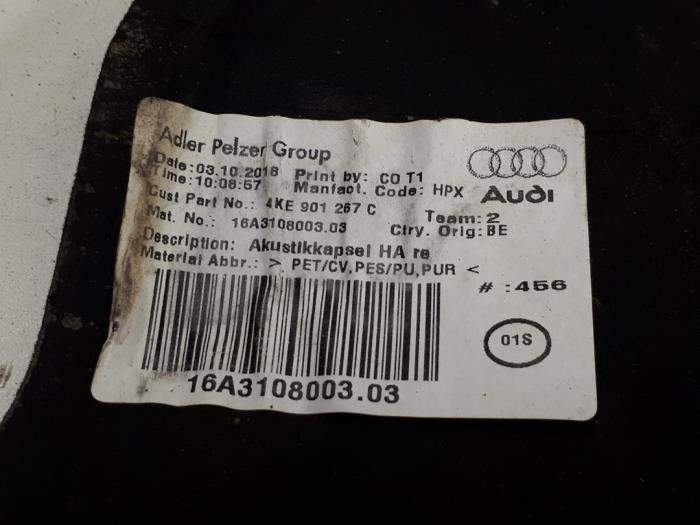 Adler Pelzer Group
Date:03.10.2018 Print by: CO T1
Time:10:08:57 Manfact. Code: HPX
AUDI
Cust Part No.: 4KE 901 267 C Team:2
Mat. No.: 16A3108003.03 Ctry. Orig:BE
Description: Akustikkapsel HA re
Material Abbr.: > PET/CV,PES/PU,PUR <
# :456
01S
16A3108003.03